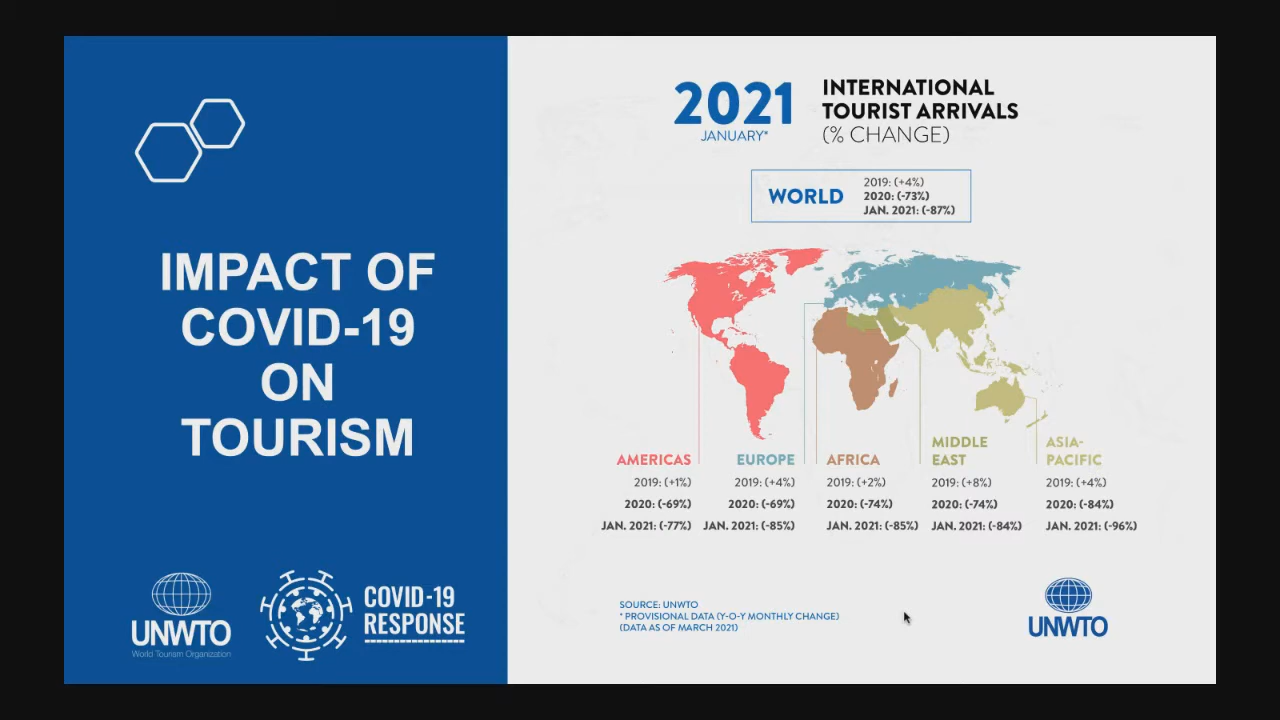 IMPACT OF
COVID-19
ON
TOURISM
UNWTO
World Tourism Organization
COVID-19
RESPONSE
2021
JANUARY*
INTERNATIONAL
TOURIST ARRIVALS
(% CHANGE)
WORLD
2019: (+4%)
2020: (-73%)
JAN. 2021: (-87%)
AMERICAS
2019: (+1%)
2020: (-69%)
JAN. 2021: (-77%)
EUROPE
2019: (+4%)
2020: (-69%)
JAN. 2021: (-85%)
AFRICA
2019: (+2%)
2020: (-74%)
JAN. 2021: (-85%)
MIDDLE
EAST
2019: (+8%)
2020: (-74%)
JAN. 2021: (-84%)
ASIA-
PACIFIC
2019: (+4%)
2020: (-84%)
JAN. 2021: (-96%)
SOURCE: UNWTO
* PROVISIONAL DATA (Y-O-Y MONTHLY CHANGE)
(DATA AS OF MARCH 2021)
UNWTO